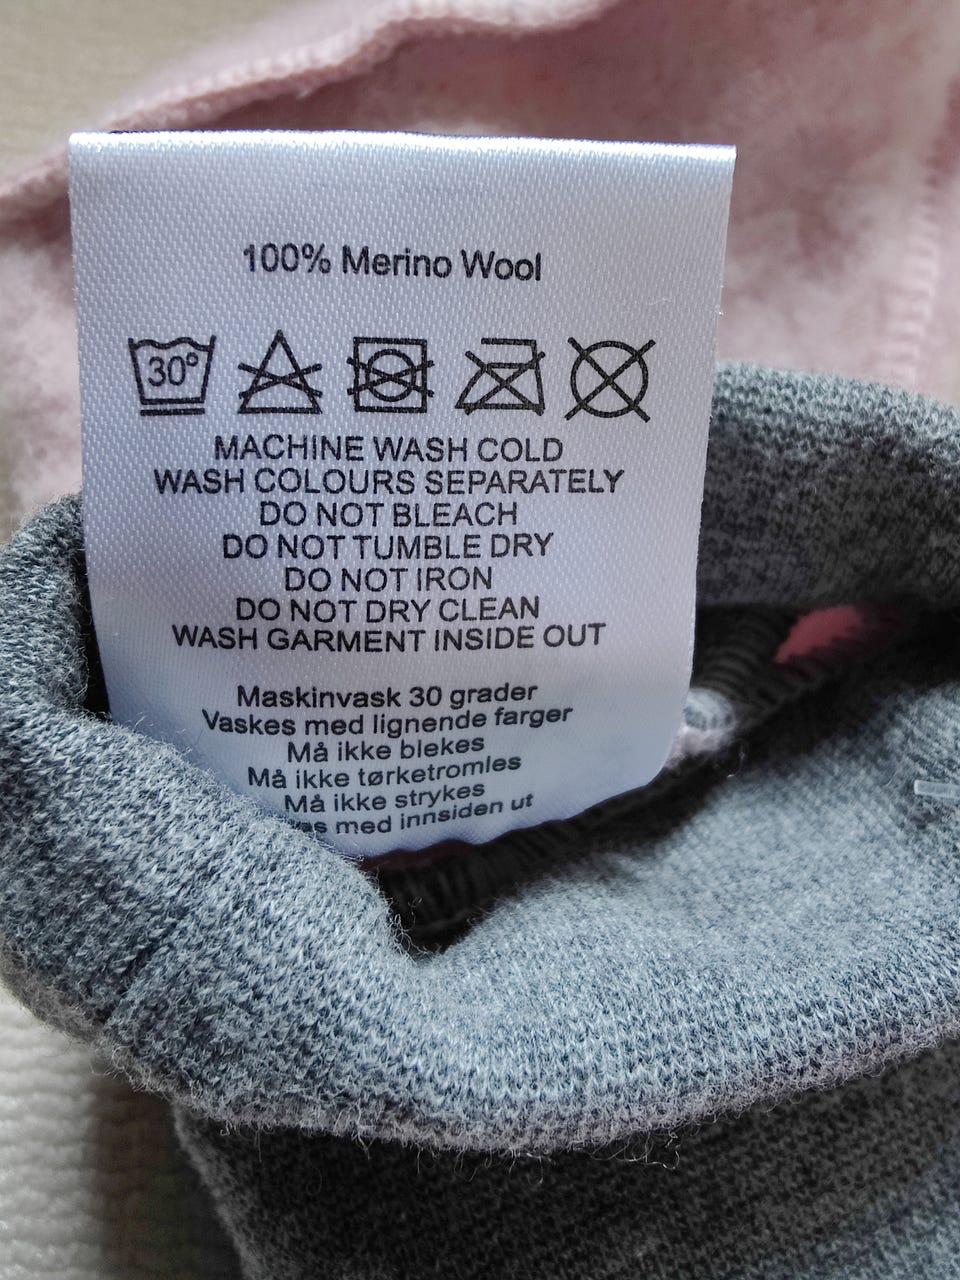 100% Merino Wool
30°
MACHINE WASH COLD
WASH COLOURS SEPARATELY
DO NOT BLEACH
DO NOT TUMBLE DRY
DO NOT IRON
DO NOT DRY CLEAN
WASH GARMENT INSIDE OUT
Maskinvask 30 grader
Vaskes med lignende farger
Må ikke blekes
Må ikke tørketromles
Må ikke strykes
med innsiden ut